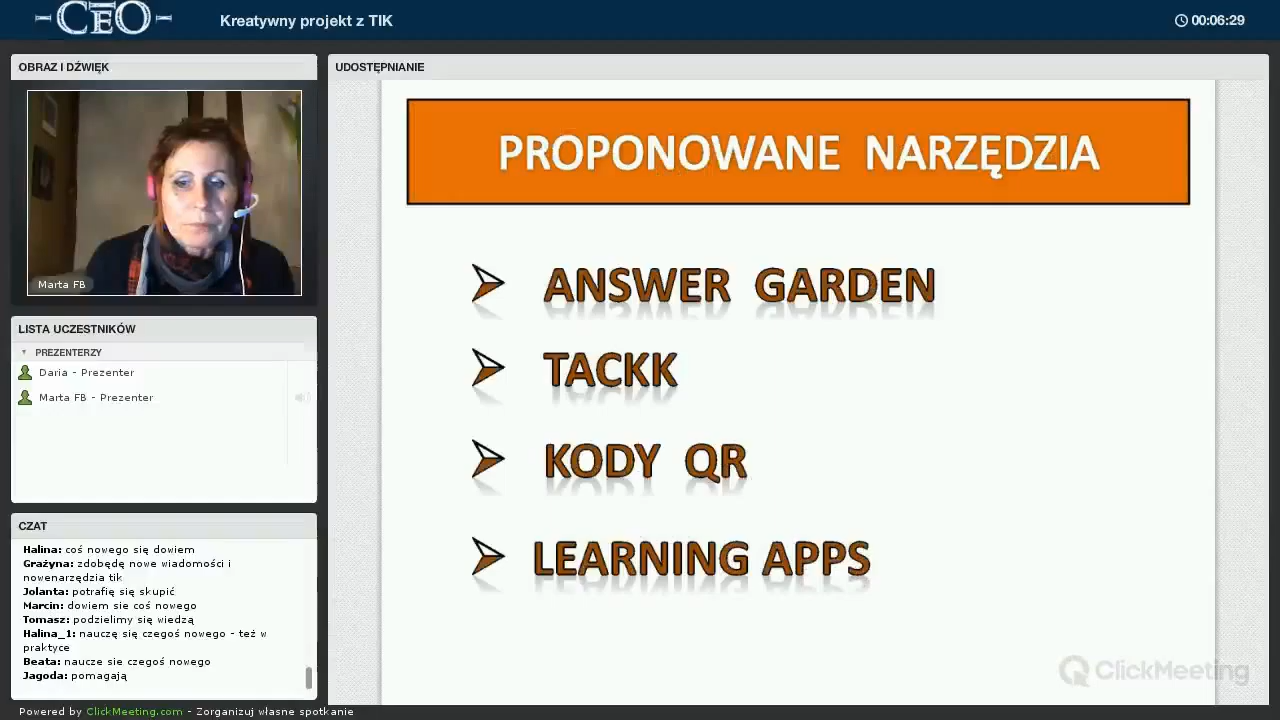 CEO
Kreatywny projekt z TIK
00:06:29
OBRAZ I DŹWIĘK
Marta FB
LISTA UCZESTNIKÓW
PREZENTERZY
Daria - Prezenter
Marta FB - Prezenter
CZAT
Halina: coś nowego się dowiem
Grażyna: zdobędę nowe wiadomości i
nowenarzędzia tik
Jolanta: potrafię się skupić
Marcin: dowiem sie coś nowego
Tomasz: podzielimy się wiedzą
Halina_1: nauczę się czegoś nowego - też w
praktyce
Beata: naucze sie czegoś nowego
Jagoda: pomagają
UDOSTĘPNIANIE
PROPONOWANE NARZĘDZIA
ANSWER GARDEN
TACKK
KODY QR
LEARNING APPS
ClickMeeting
Powered by ClickMeeting.com - Zorganizuj własne spotkanie